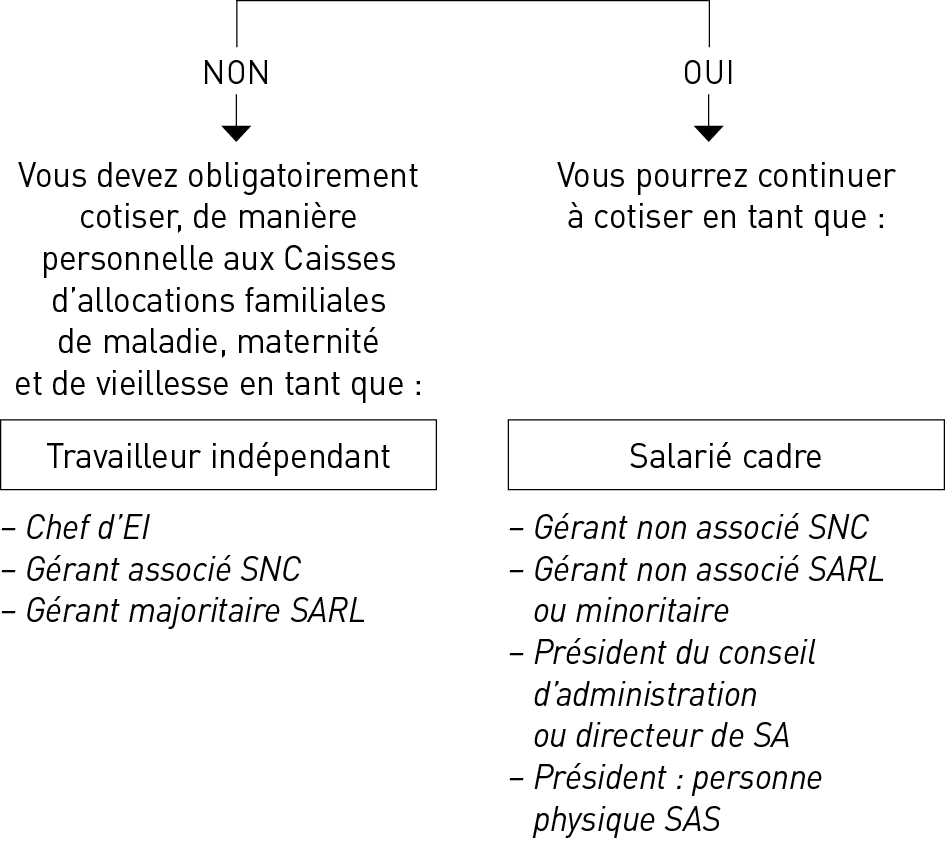 NON
Vous devez obligatoirement
cotiser, de manière
personnelle aux Caisses
d’allocations familiales
de maladie, maternité
et de vieillesse en tant que :
Travailleur indépendant
– Chef d’EI
– Gérant associé SNC
– Gérant majoritaire SARL
OUI
Vous pourrez continuer
à cotiser en tant que :
Salarié cadre
– Gérant non associé SNC
– Gérant non associé SARL
ou minoritaire
– Président du conseil
d’administration
ou directeur de SA
– Président : personne
physique SAS